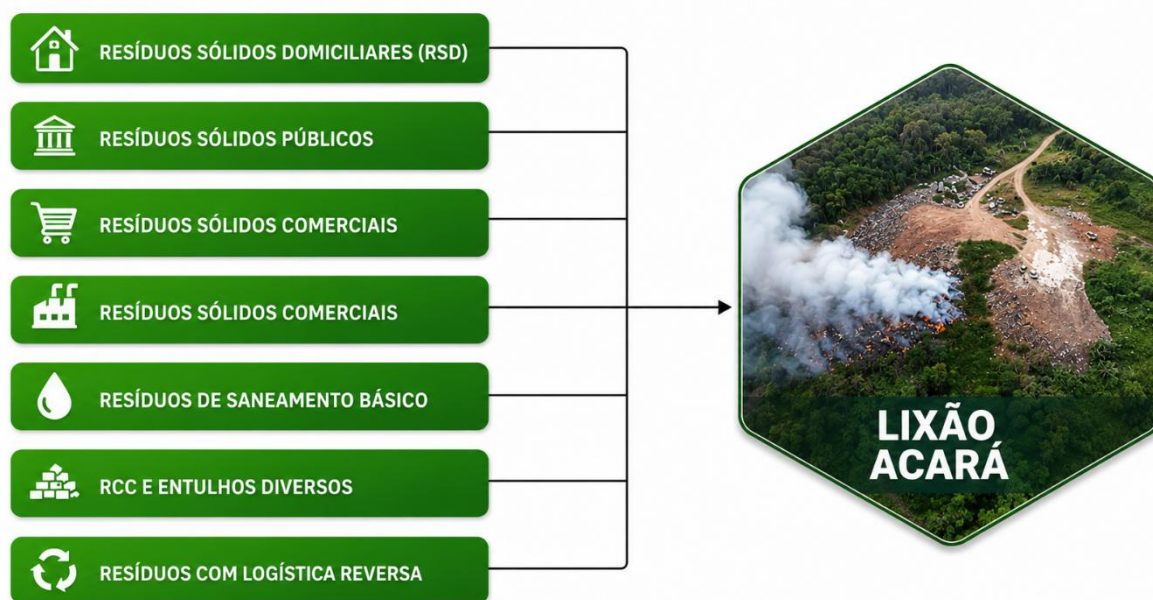 RESÍDUOS SÓLIDOS DOMICILIARES (RSD)
RESÍDUOS SÓLIDOS PÚBLICOS
RESÍDUOS SÓLIDOS COMERCIAIS
RESÍDUOS SÓLIDOS COMERCIAIS
RESÍDUOS DE SANEAMENTO BÁSICO
RCC E ENTULHOS DIVERSOS
RESÍDUOS COM LOGÍSTICA REVERSA
LIXÃO
ACARÁ